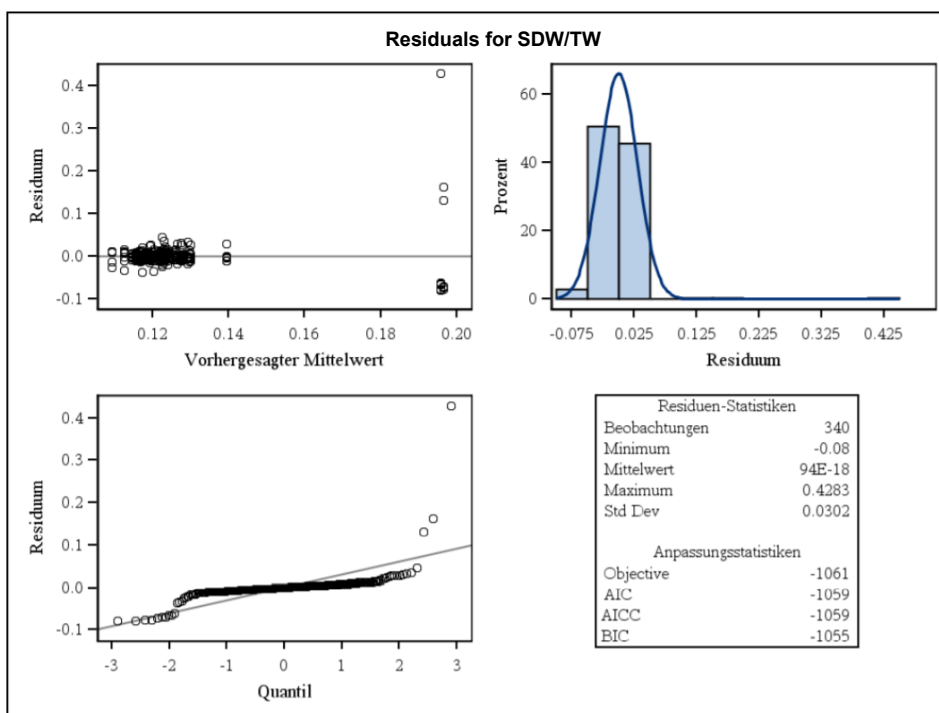 Residuals for SDW/TW
Residuum
0.4
0.3
0.2
0.1
0.0
-0.1
0.12 0.14 0.16 0.18 0.20
Vorhergesagter Mittelwert
Prozent
60
40
20
0
-0.075 0.025 0.125 0.225 0.325 0.425
Residuum
Residuum
0.4
0.3
0.2
0.1
0.0
-0.1
-3 -2 -1 0 1 2 3
Quantil
Residuen-Statistiken
Beobachtungen 340
Minimum -0.08
Mittelwert 94E-18
Maximum 0.4283
Std Dev 0.0302
Anpassungsstatistiken
Objective -1061
AIC -1059
AICC -1059
BIC -1055